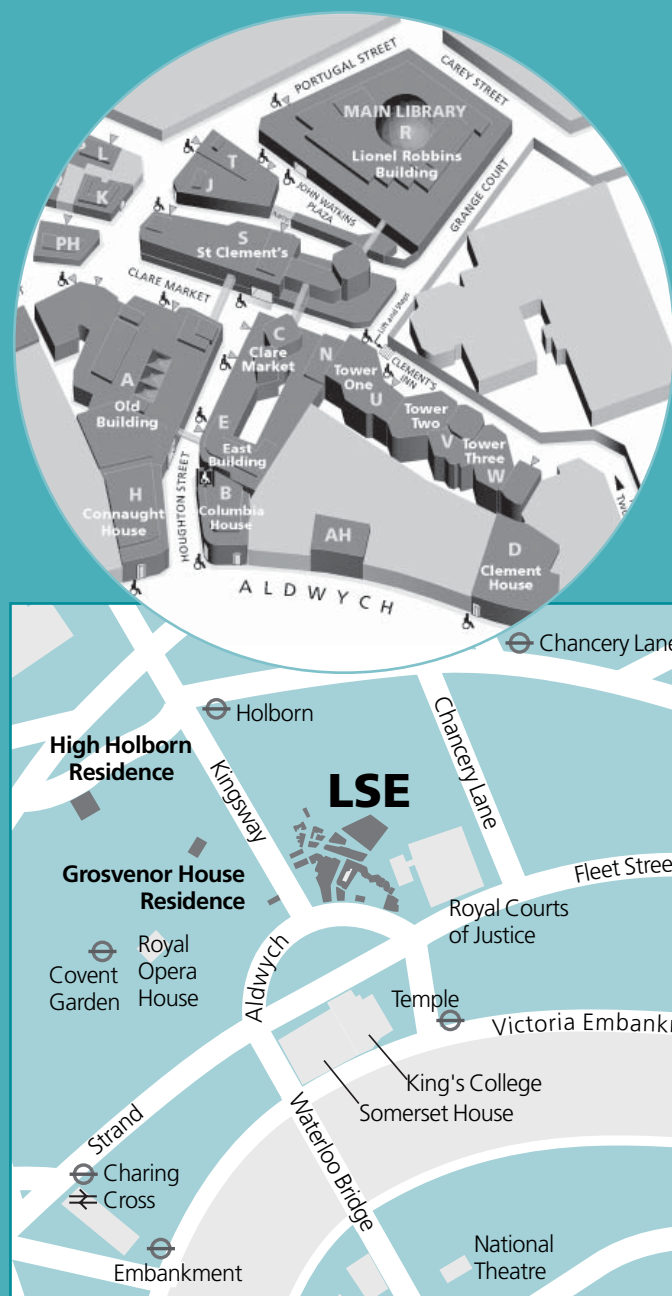 PORTUGAL STREET
CAREY STREET
MAIN LIBRARY
R
Lionel Robbins
Building
L
T
K
J
JOHN WATKINS
PLAZA
GRANGE COURT
PH
S
St Clement's
CLARE MARKET
Lift and steps
C
Clare
Market
N
Tower
One
U
CLEMENT'S
INN
A
Old
Building
Tower
Two
V
Tower
Three
W
E
East
Building
H
Connaught
House
HOUGHTON STREET
B
Columbia
House
AH
D
Clement
House
ALDWYCH
Chancery Lane
Holborn
High Holborn
Residence
Kingsway
LSE
Chancery Lane
Grosvenor House
Residence
Fleet Stree
Royal Courts
of Justice
Royal
Opera
House
Covent
Garden
Aldwych
Temple
Victoria Embankm
King's College
Somerset House
Strand
Waterloo Bridge
Charing
Cross
Embankment
National
Theatre